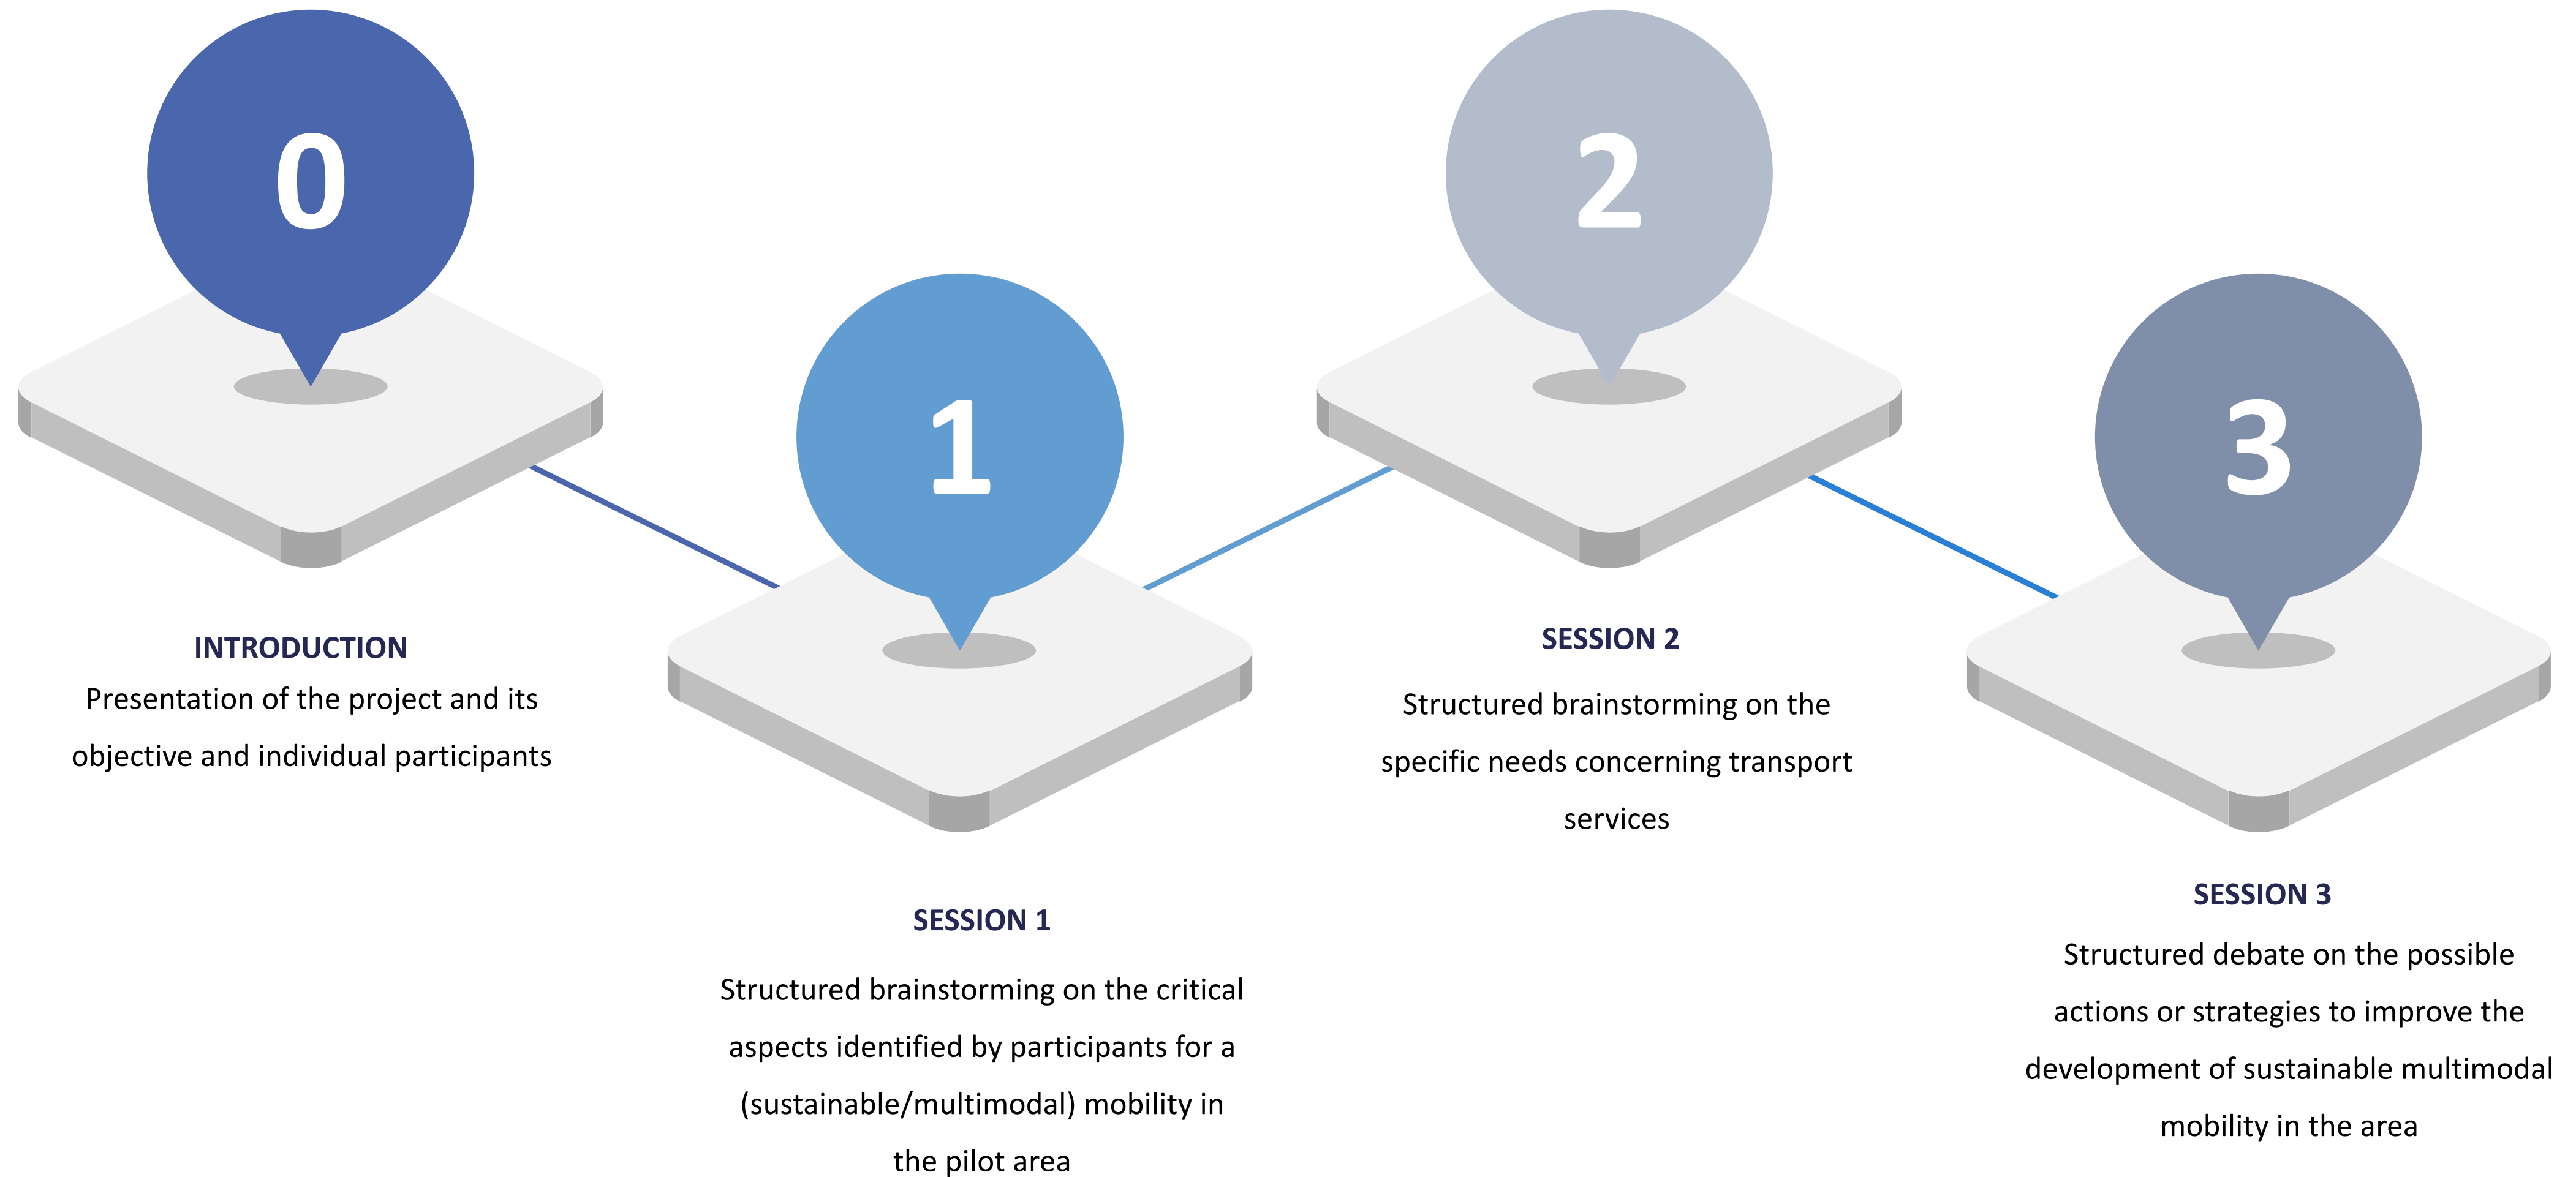 0
INTRODUCTION
Presentation of the project and its
objective and individual participants
1
SESSION 1
Structured brainstorming on the critical
aspects identified by participants for a
(sustainable/multimodal) mobility in
the pilot area
2
SESSION 2
Structured brainstorming on the
specific needs concerning transport
services
3
SESSION 3
Structured debate on the possible
actions or strategies to improve the
development of sustainable multimodal
mobility in the area